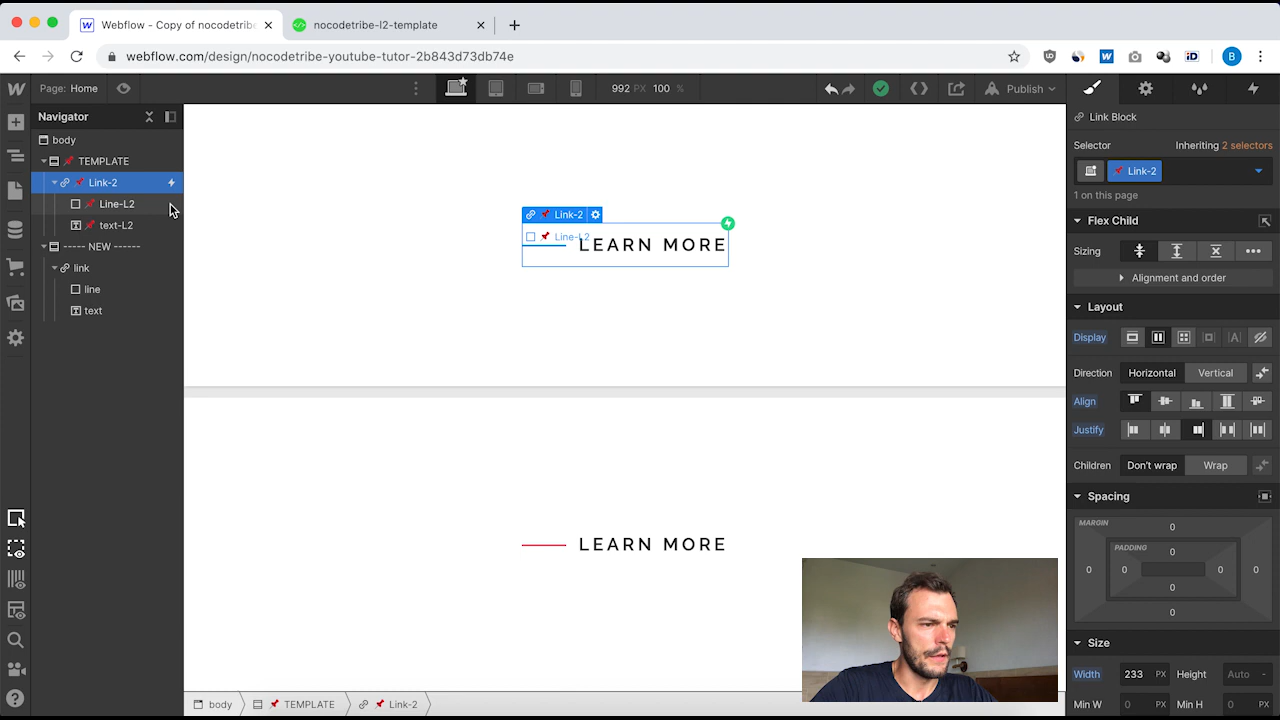 Webflow - Copy of nocodetribe-
nocodetribe-l2-template
webflow.com/design/nocodetribe-youtube-tutor-2b843d73db74e
B
Page: Home
992 PX 100 %
Publish
Navigator
body
TEMPLATE
Link-2
Line-L2
text-L2
----- NEW ------
link
line
text
Link-2
Line-L2
LEARN MORE
LEARN MORE
Link Block
Selector
Inheriting 2 selectors
Link-2
1 on this page
Flex Child
Sizing
Alignment and order
Layout
Display
Direction Horizontal Vertical
Align
Justify
Children Don't wrap Wrap
Spacing
MARGIN
0
PADDING
0
0 0 0 0
0
0
Size
Width 233 PX Height Auto -
Min W 0 PX Min H 0 PX
body TEMPLATE Link-2